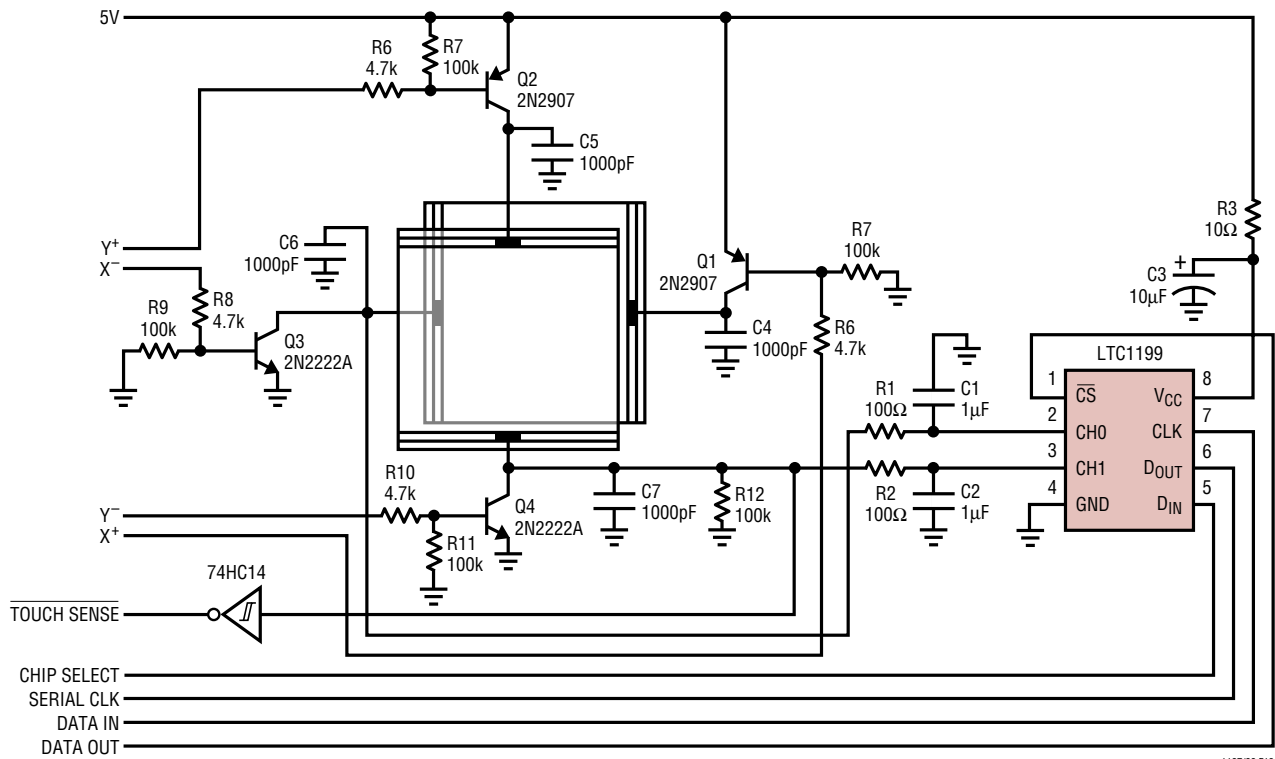 5V
R6
4.7k
R7
100k
Q2
2N2907
C5
1000pF
Y+
X−
C6
1000pF
R9
100k
R8
4.7k
Q3
2N2222A
Q1
2N2907
R7
100k
C4
1000pF
R6
4.7k
R3
10Ω
+
C3
10µF
LTC1199
R1
100Ω
C1
1µF
1
CS
VCC
8
2
CH0
CLK
7
3
CH1
DOUT
6
4
GND
DIN
5
R2
100Ω
C2
1µF
R10
4.7k
Q4
2N2222A
C7
1000pF
R12
100k
Y−
X+
R11
100k
74HC14
TOUCH SENSE
CHIP SELECT
SERIAL CLK
DATA IN
DATA OUT